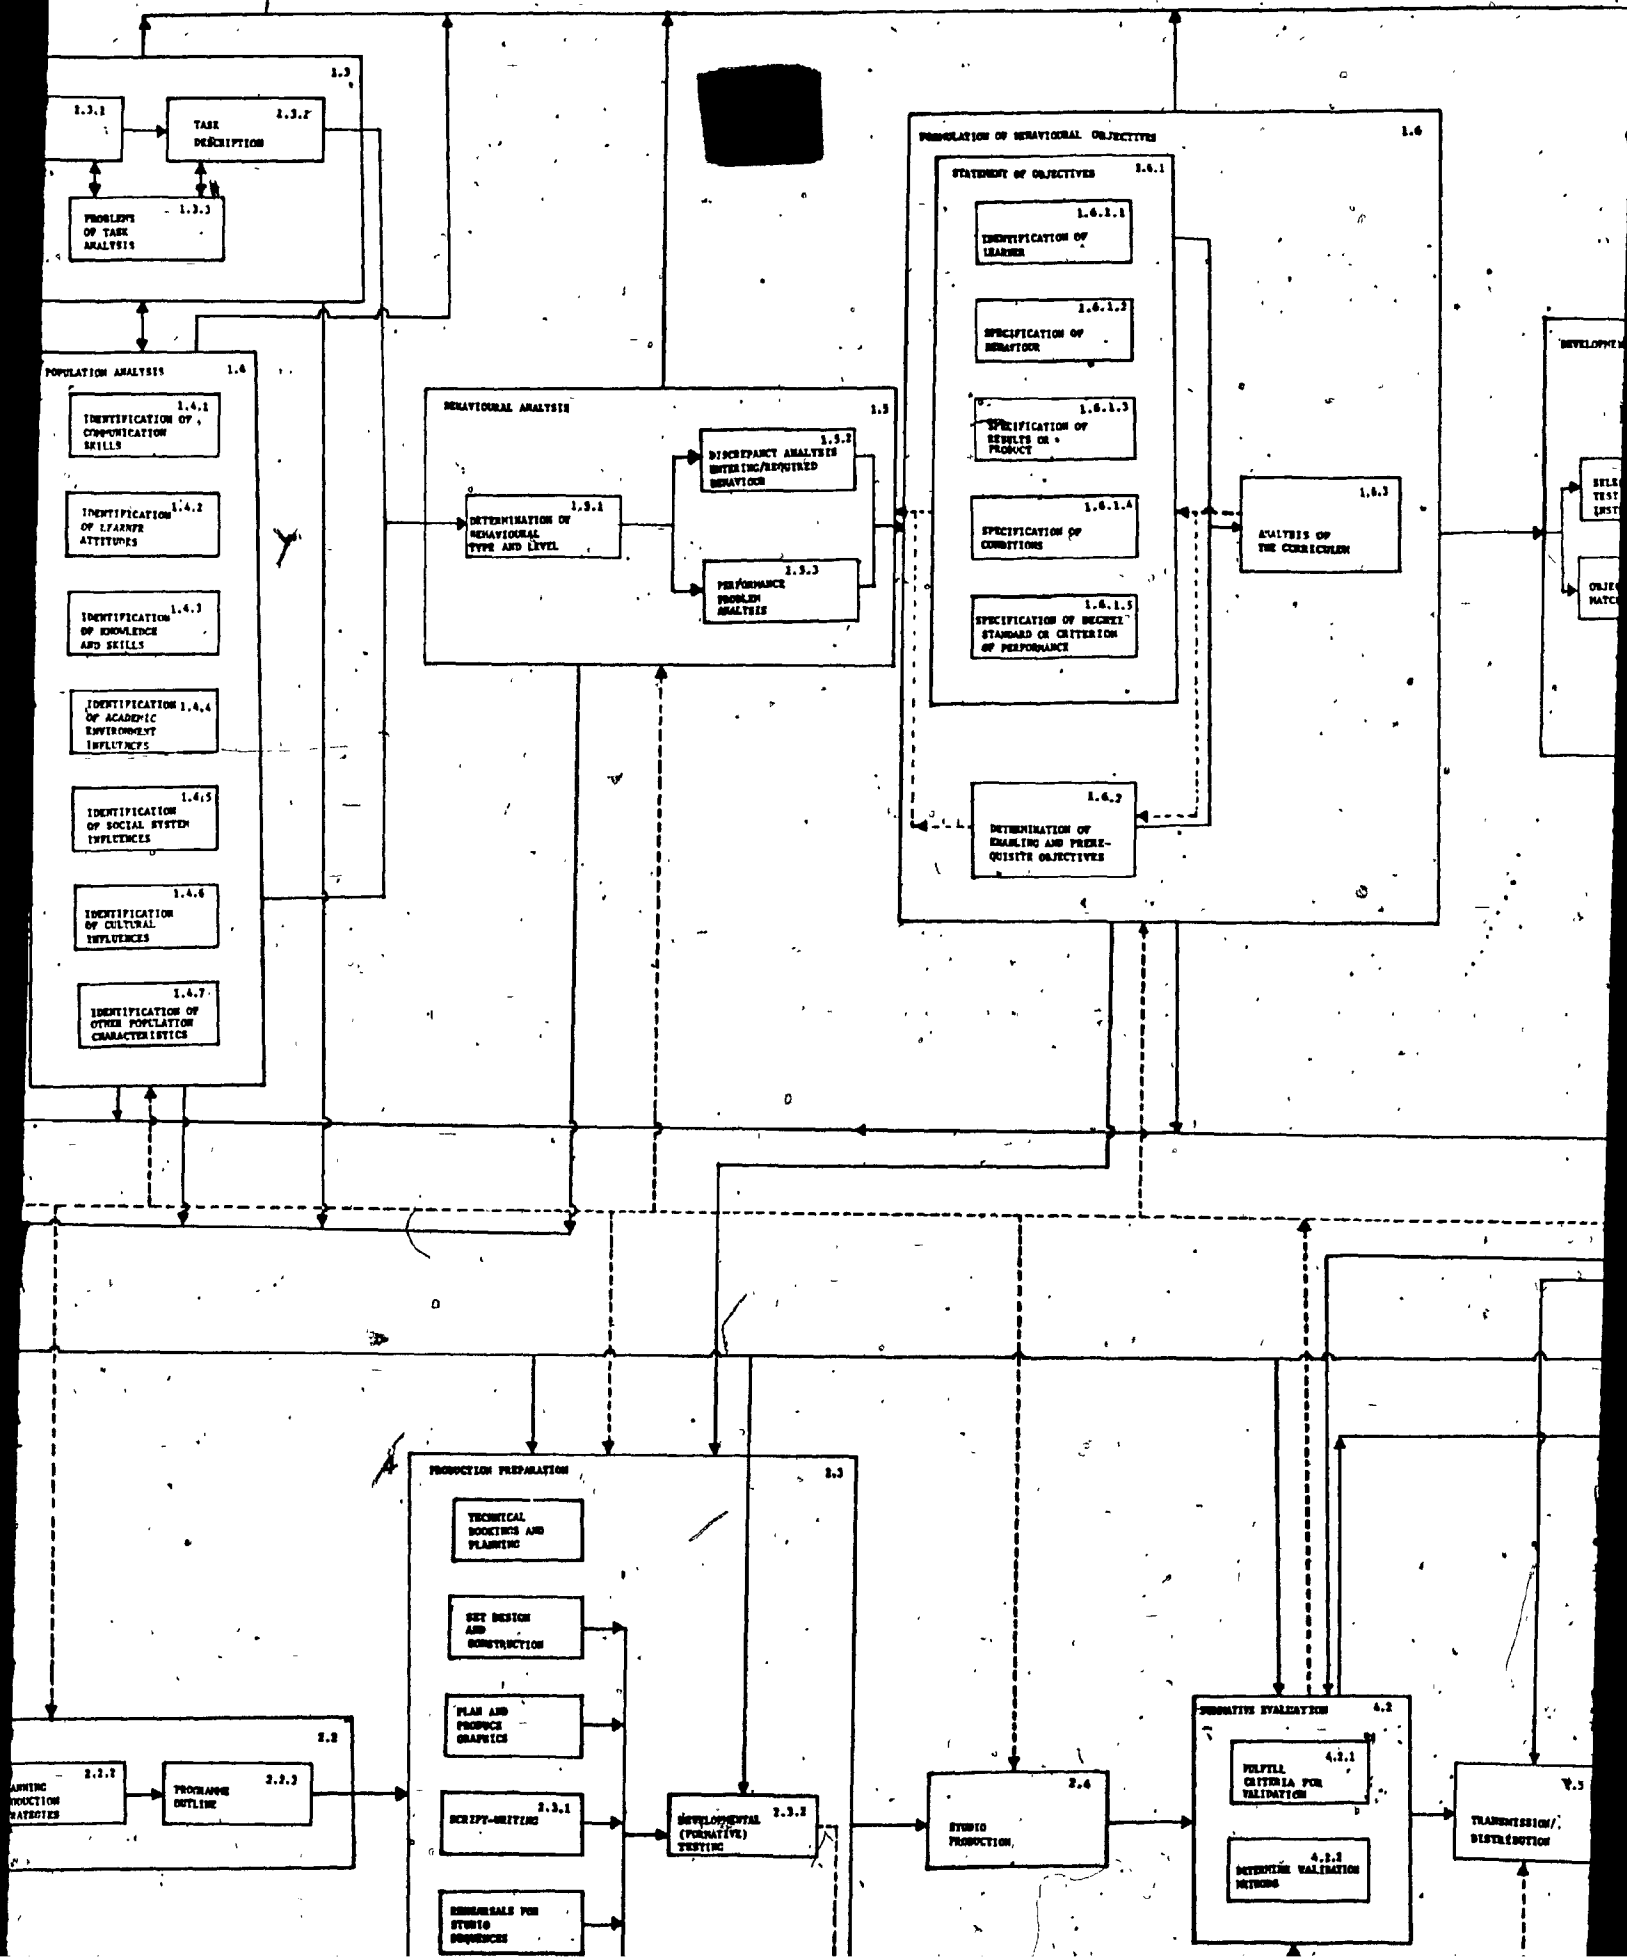 1.3
1.3.1
1.3.2
TASK
DESCRIPTION
1.3.3
PROBLEMS
OF TASK
ANALYSIS
POPULATION ANALYSIS
1.4
1.4.1
IDENTIFICATION OF
COMMUNICATION
SKILLS
1.4.2
IDENTIFICATION
OF LEARNER
ATTITUDES
1.4.3
IDENTIFICATION
OF KNOWLEDGE
AND SKILLS
IDENTIFICATION 1.4.4
OF ACADEMIC
ENVIRONMENT
INFLUENCES
1.4.5
IDENTIFICATION
OF SOCIAL SYSTEM
INFLUENCES
1.4.6
IDENTIFICATION
OF CULTURAL
INFLUENCES
1.4.7
IDENTIFICATION OF
OTHER POPULATION
CHARACTERISTICS
BEHAVIOURAL ANALYSIS
1.5
1.5.1
DETERMINATION OF
BEHAVIOURAL
TYPE AND LEVEL
1.5.2
DISCREPANCY ANALYSIS
ENTERING/REQUIRED
BEHAVIOUR
1.5.3
PERFORMANCE
PROBLEM
ANALYSIS
FORMULATION OF BEHAVIOURAL OBJECTIVES
1.6
STATEMENT OF OBJECTIVES
1.6.1
1.6.1.1
IDENTIFICATION OF
LEARNER
1.6.1.2
SPECIFICATION OF
BEHAVIOUR
1.6.1.3
SPECIFICATION OF
RESULTS OR
PRODUCT
1.6.1.4
SPECIFICATION OF
CONDITIONS
1.6.1.5
SPECIFICATION OF DEGREE
STANDARD OR CRITERION
OF PERFORMANCE
1.6.2
DETERMINATION OF
ENABLING AND PRERE-
QUISITE OBJECTIVES
1.6.3
ANALYSIS OF
THE CURRICULUM
DEVELOPMEN
SELE
TEST
INST
OBJEC
MATCH
2.2
2.2.2
ANNING
ODUCTION
RATEGIES
2.2.3
PROGRAMME
OUTLINE
PRODUCTION PREPARATION
2.3
TECHNICAL
BOOKINGS AND
PLANNING
SET DESIGN
AND
CONSTRUCTION
PLAN AND
PRODUCE
GRAPHICS
2.3.1
SCRIPT-WRITING
REHEARSALS FOR
STUDIO
SEQUENCES
2.3.2
DEVELOPMENTAL
(FORMATIVE)
TESTING
2.4
STUDIO
PRODUCTION
SUMMATIVE EVALUATION
4.2
4.2.1
FULFILL
CRITERIA FOR
VALIDATION
4.2.2
DETERMINE VALIDATION
METHODS
TRANSMISSION/
DISTRIBUTION